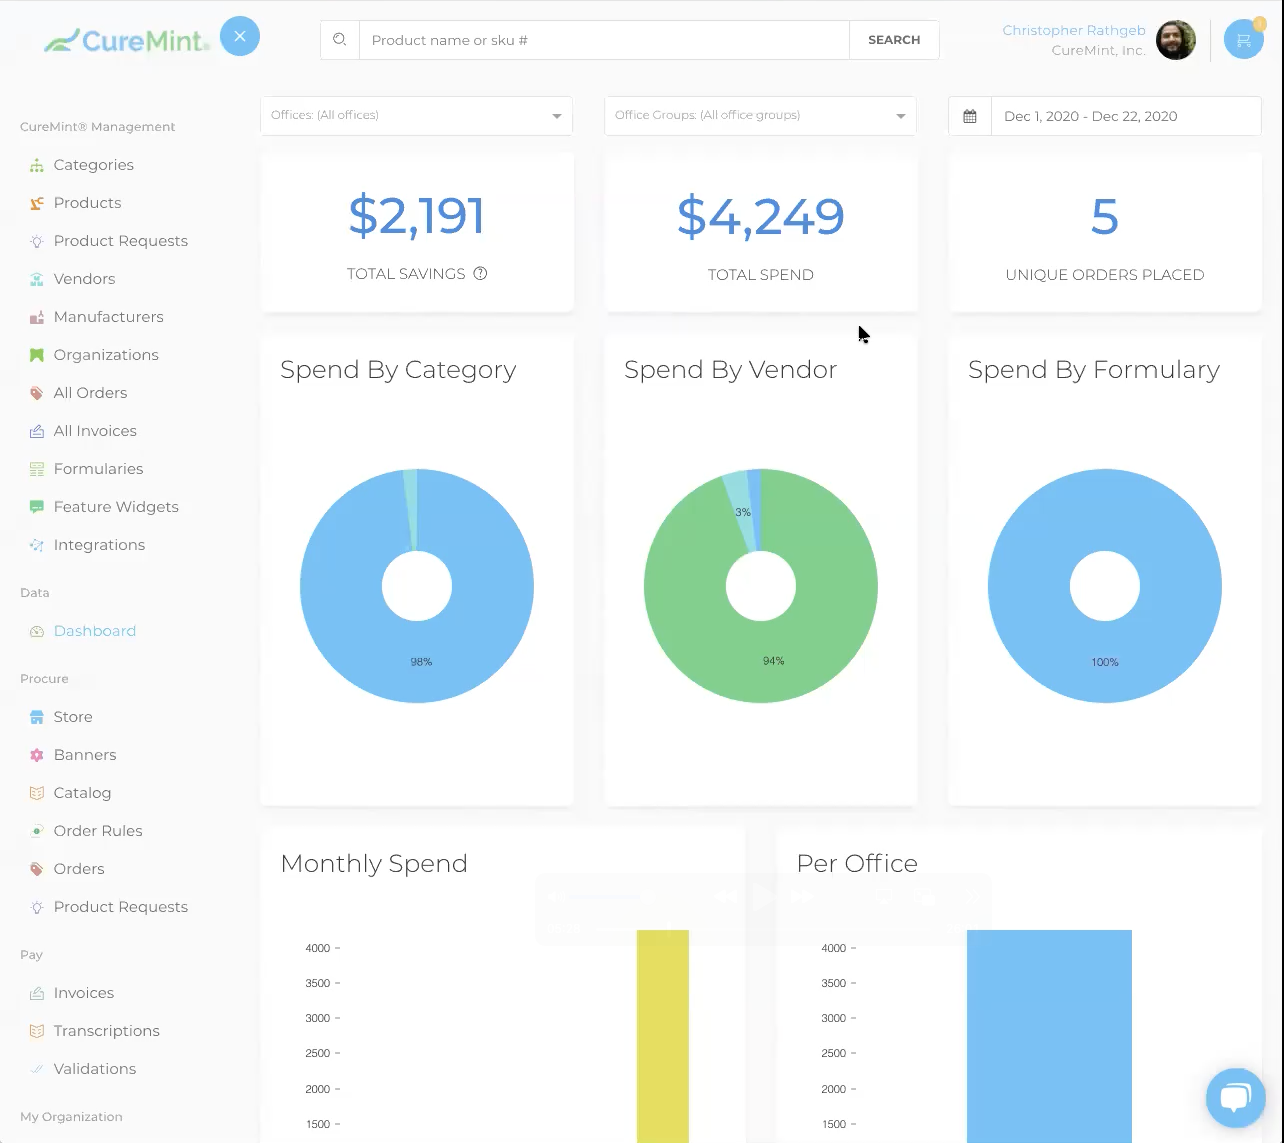 CureMint®
Product name or sku #
SEARCH
Christopher Rathgeb
CureMint, Inc.
CureMint® Management
Categories
Products
Product Requests
Vendors
Manufacturers
Organizations
All Orders
All Invoices
Formularies
Feature Widgets
Integrations
Data
Dashboard
Procure
Store
Banners
Catalog
Order Rules
Orders
Product Requests
Pay
Invoices
Transcriptions
Validations
My Organization
Offices: (All offices)
Office Groups: (All office groups)
Dec 1, 2020 - Dec 22, 2020
$2,191
TOTAL SAVINGS ?
$4,249
TOTAL SPEND
5
UNIQUE ORDERS PLACED
Spend By Category
98%
Spend By Vendor
3%
94%
Spend By Formulary
100%
Monthly Spend
4000
3500
3000
2500
2000
1500
Per Office
4000
3500
3000
2500
2000
1500